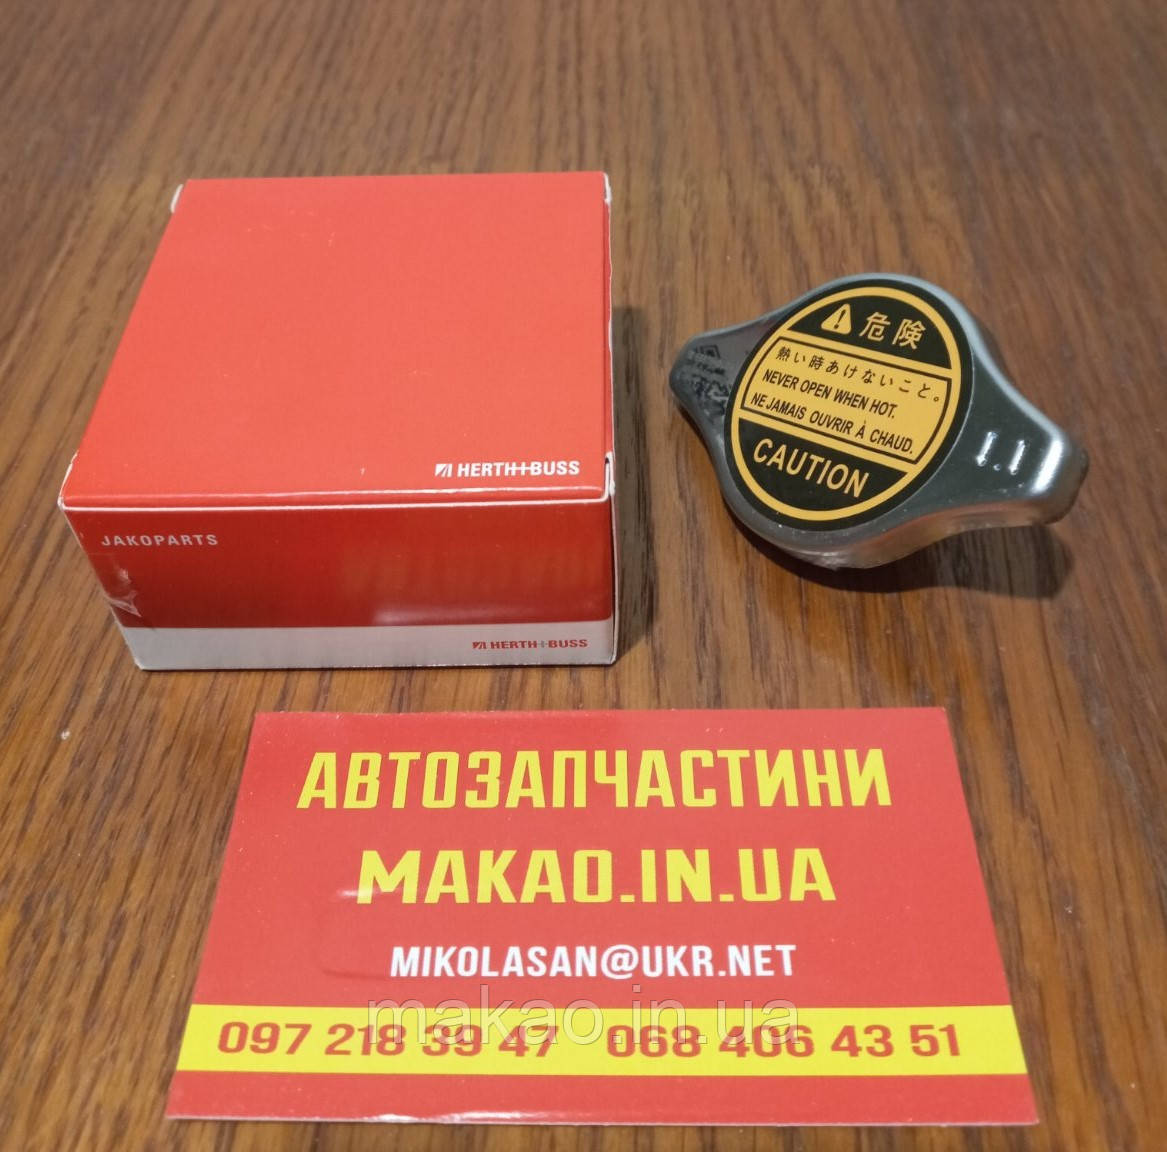 HERTH+BUSS
JAKOPARTS
HERTH+BUSS
危険
熱い時あけないこと。
NEVER OPEN WHEN HOT.
NE JAMAIS OUVRIR À CHAUD.
CAUTION
1.1
АВТОЗАПЧАСТИНИ
MAKAO.IN.UA
MIKOLASAN@UKR.NET
makao.in.ua
097 218 39 47 068 406 43 51